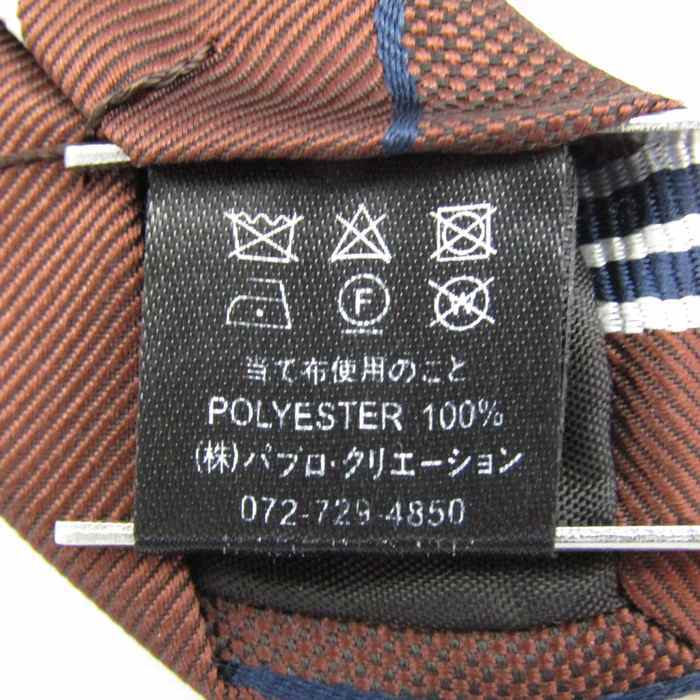 F W
当て布使用のこと
POLYESTER 100%
(株)パブロ・クリエーション
072-729-4850